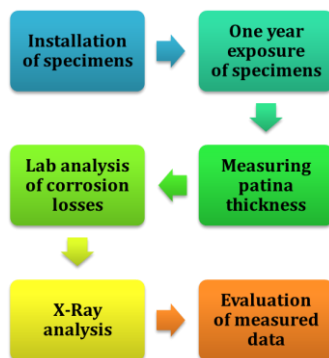 Installation
of specimens
One year
exposure
of specimens
Measuring
patina
thickness
Lab analysis
of corrosion
losses
X-Ray
analysis
Evaluation
of measured
data